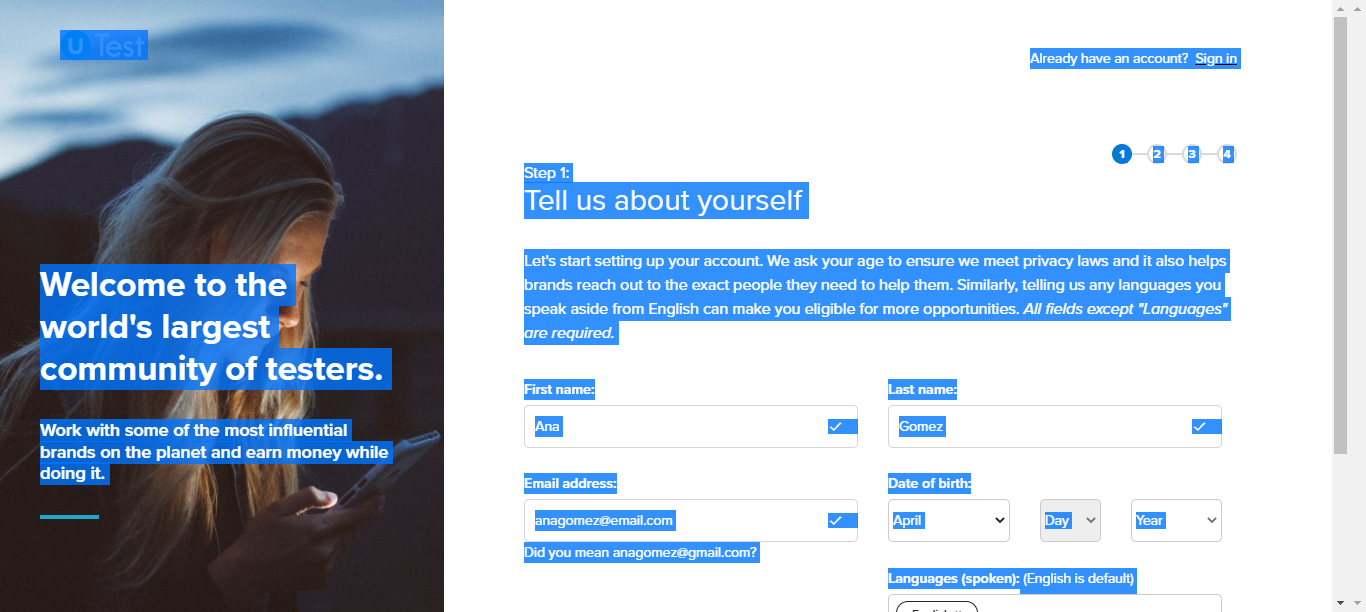 U Test
Already have an account? Sign in
1 2 3 4
Step 1:
Tell us about yourself
Welcome to the
world's largest
community of testers.
Work with some of the most influential
brands on the planet and earn money while
doing it.
Let's start setting up your account. We ask your age to ensure we meet privacy laws and it also helps
brands reach out to the exact people they need to help them. Similarly, telling us any languages you
speak aside from English can make you eligible for more opportunities. All fields except "Languages"
are required.
First name:
Last name:
Ana
Gomez
Email address:
Date of birth:
anagomez@email.com
April
Day
Year
Did you mean anagomez@gmail.com?
Languages (spoken): (English is default)